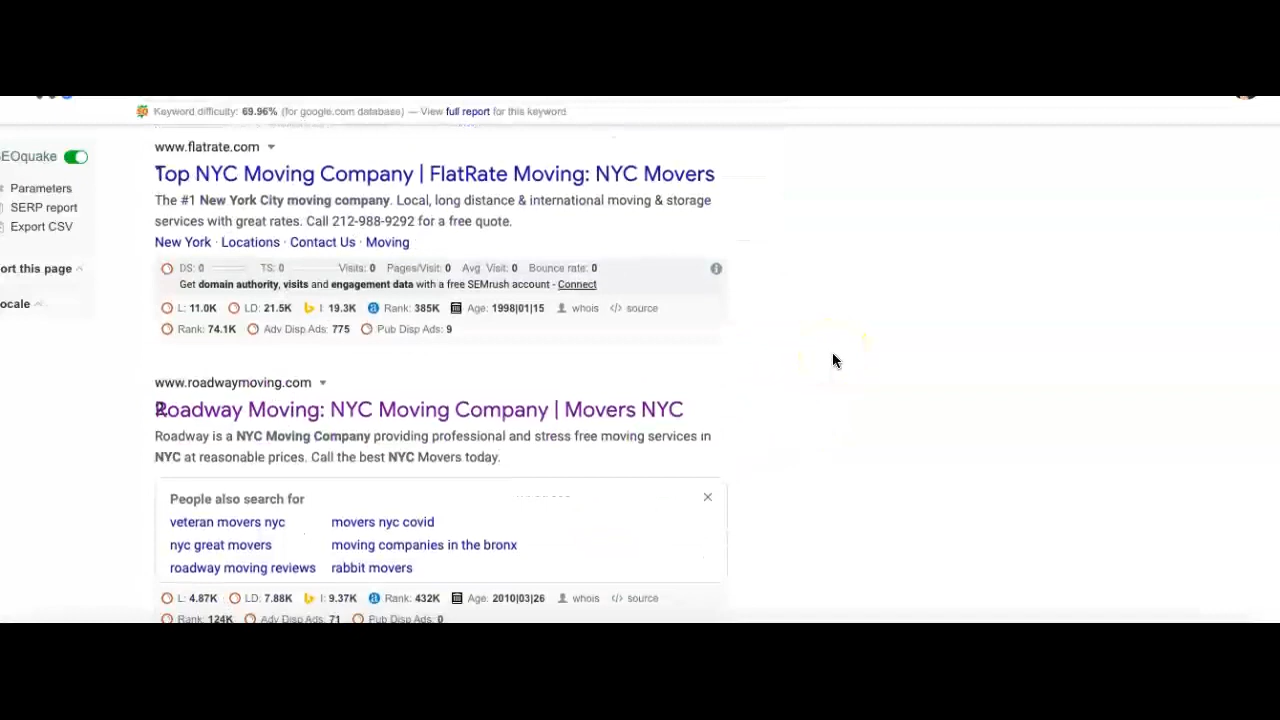 Keyword difficulty: 69.96% (for google.com database) — View full report for this keyword
EOquake
Parameters
SERP report
Export CSV
ort this page
ocale
www.flatrate.com
Top NYC Moving Company | FlatRate Moving: NYC Movers
The #1 New York City moving company. Local, long distance & international moving & storage
services with great rates. Call 212-988-9292 for a free quote.
New York · Locations · Contact Us · Moving
DS: 0 TS: 0 Visits: 0 Pages/Visit: 0 Avg Visit: 0 Bounce rate: 0
Get domain authority, visits and engagement data with a free SEMrush account - Connect
L: 11.0K LD: 21.5K I: 19.3K Rank: 385K Age: 1998|01|15 whois </> source
Rank: 74.1K Adv Disp Ads: 775 Pub Disp Ads: 9
www.roadwaymoving.com
Roadway Moving: NYC Moving Company | Movers NYC
Roadway is a NYC Moving Company providing professional and stress free moving services in
NYC at reasonable prices. Call the best NYC Movers today.
People also search for
veteran movers nyc movers nyc covid
nyc great movers moving companies in the bronx
roadway moving reviews rabbit movers
L: 4.87K LD: 7.88K I: 9.37K Rank: 432K Age: 2010|03|26 whois </> source
Rank: 124K Adv Disp Ads: 71 Pub Disp Ads: 0